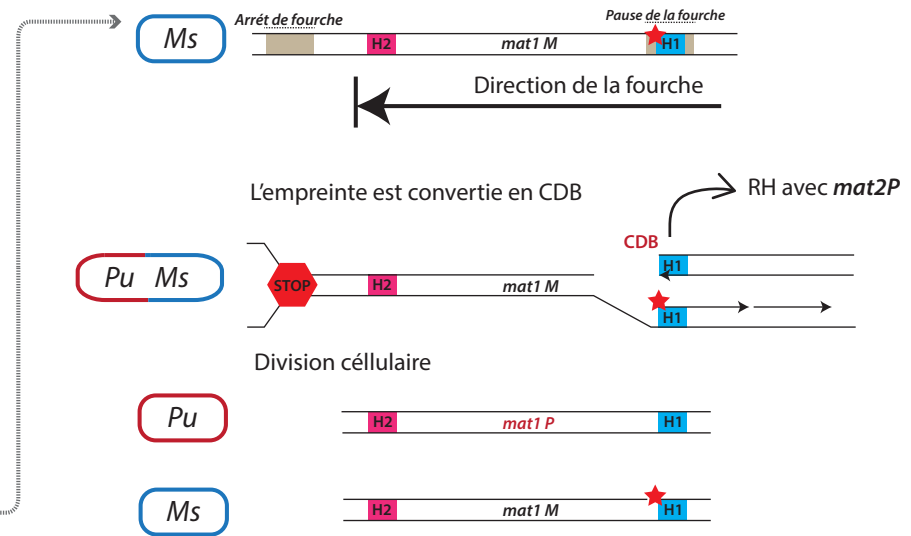 Arrêt de fourche
Pause de la fourche
Ms
H2
mat1 M
H1
Direction de la fourche
L'empreinte est convertie en CDB
RH avec mat2P
CDB
H1
Pu Ms
STOP
H2
mat1 M
H1
Division céllulaire
Pu
H2
mat1 P
H1
Ms
H2
mat1 M
H1